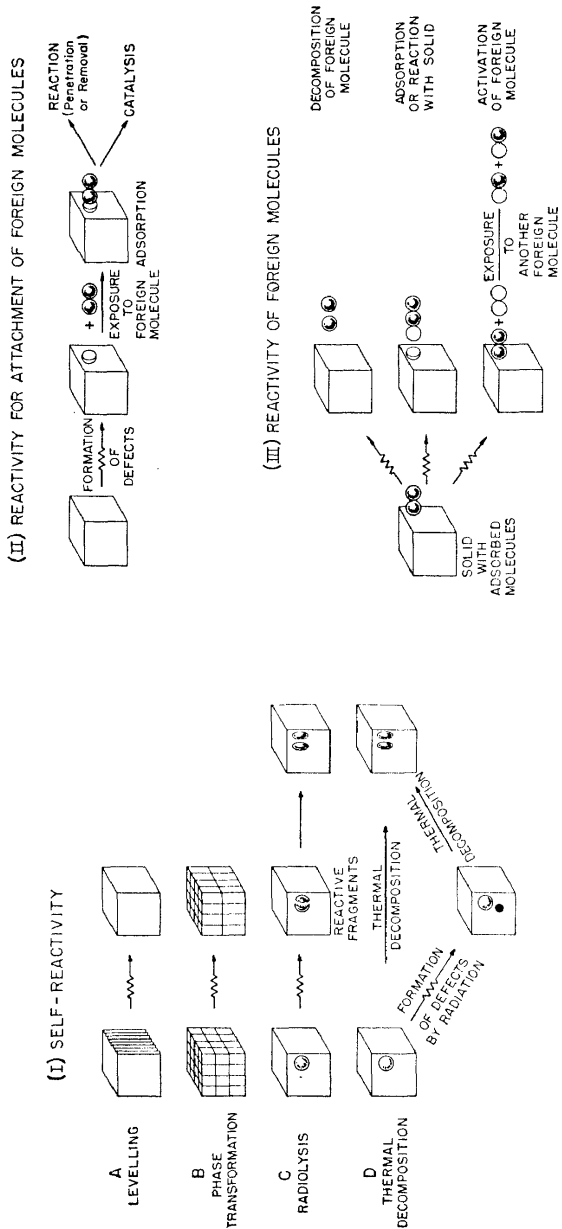 (I) SELF-REACTIVITY
A
LEVELLING
B
PHASE
TRANSFORMATION
C
RADIOLYSIS
REACTIVE
FRAGMENTS
D
THERMAL
DECOMPOSITION
THERMAL
DECOMPOSITION
FORMATION
OF DEFECTS
BY RADIATION
THERMAL
DECOMPOSITION
(II) REACTIVITY FOR ATTACHMENT OF FOREIGN MOLECULES
FORMATION
OF
DEFECTS
+
EXPOSURE
TO
FOREIGN
MOLECULE
ADSORPTION
REACTION
(Penetration
or Removal)
CATALYSIS
(III) REACTIVITY OF FOREIGN MOLECULES
SOLID
WITH
ADSORBED
MOLECULES
DECOMPOSITION
OF FOREIGN
MOLECULE
ADSORPTION
OR REACTION
WITH SOLID
+
EXPOSURE
TO
ANOTHER
FOREIGN
MOLECULE
+
ACTIVATION
OF FOREIGN
MOLECULE